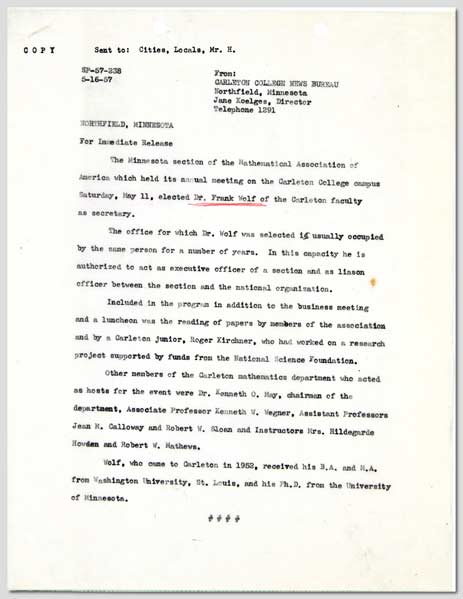 COPY Sent to: Cities, Locals, Mr. H.
SP-57-238
5-16-57
From:
CARLETON COLLEGE NEWS BUREAU
Northfield, Minnesota
Jane Koelges, Director
Telephone 1291
NORTHFIELD, MINNESOTA
For Immediate Release
The Minnesota section of the Mathematical Association of
America which held its annual meeting on the Carleton College campus
Saturday, May 11, elected Dr. Frank Wolf of the Carleton faculty
as secretary.
The office for which Dr. Wolf was selected is usually occupied
by the same person for a number of years. In this capacity he is
authorized to act as executive officer of a section and as liason
officer between the section and the national organization.
Included in the program in addition to the business meeting
and a luncheon was the reading of papers by members of the association
and by a Carleton junior, Roger Kirchner, who had worked on a research
project supported by funds from the National Science Foundation.
Other members of the Carleton mathematics department who acted
as hosts for the event were Dr. Kenneth O. May, chairman of the
department, Associate Professor Kenneth W. Wegner, Assistant Professors
Jean M. Calloway and Robert W. Sloan and Instructors Mrs. Hildegarde
Howden and Robert W. Mathews.
Wolf, who came to Carleton in 1952, received his B.A. and M.A.
from Washington University, St. Louis, and his Ph.D. from the University
of Minnesota.
####